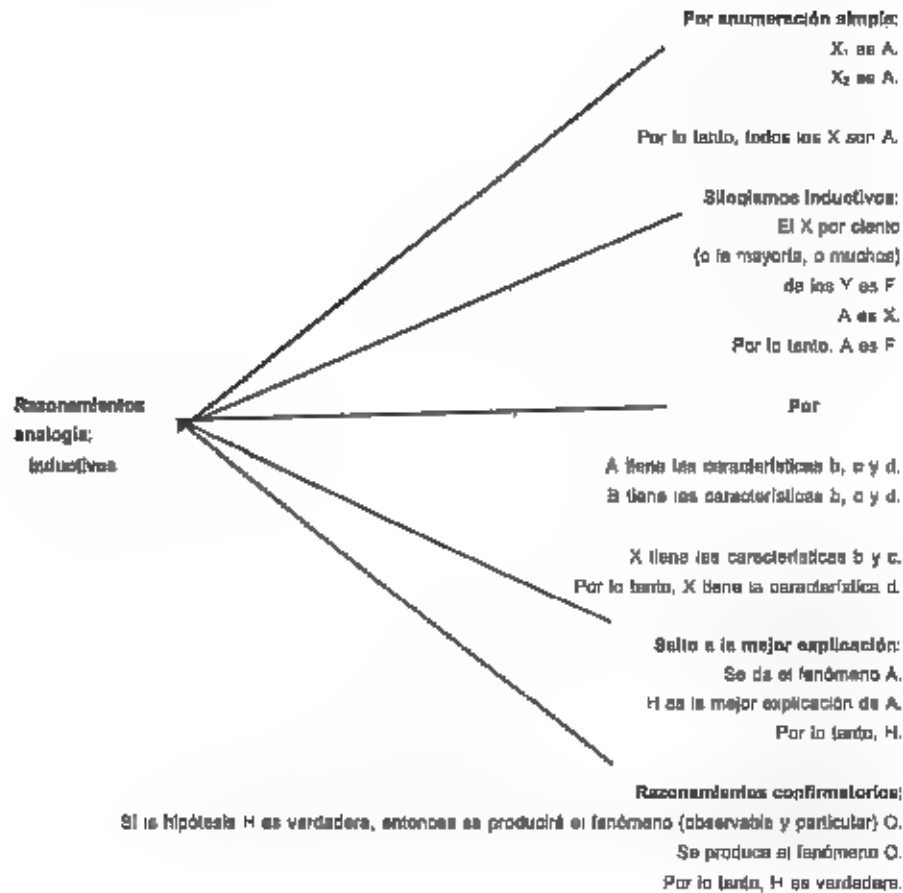 Por enumeración simple:
X₁ es A.
X₂ es A.
Por lo tanto, todos los X son A.
Silogismos inductivos:
El X por ciento
(o la mayoría, o muchos)
de los Y es F
A es X.
Por lo tanto, A es F
Razonamientos
analogía:
inductivos
Por
A tiene las características b, c y d.
B tiene las características b, c y d.
X tiene las características b y c.
Por lo tanto, X tiene la característica d.
Salto a la mejor explicación:
Se da el fenómeno A.
H es la mejor explicación de A.
Por lo tanto, H.
Razonamientos confirmatorios:
Si la hipótesis H es verdadera, entonces se producirá el fenómeno (observable y particular) O.
Se produce el fenómeno O.
Por lo tanto, H es verdadera.